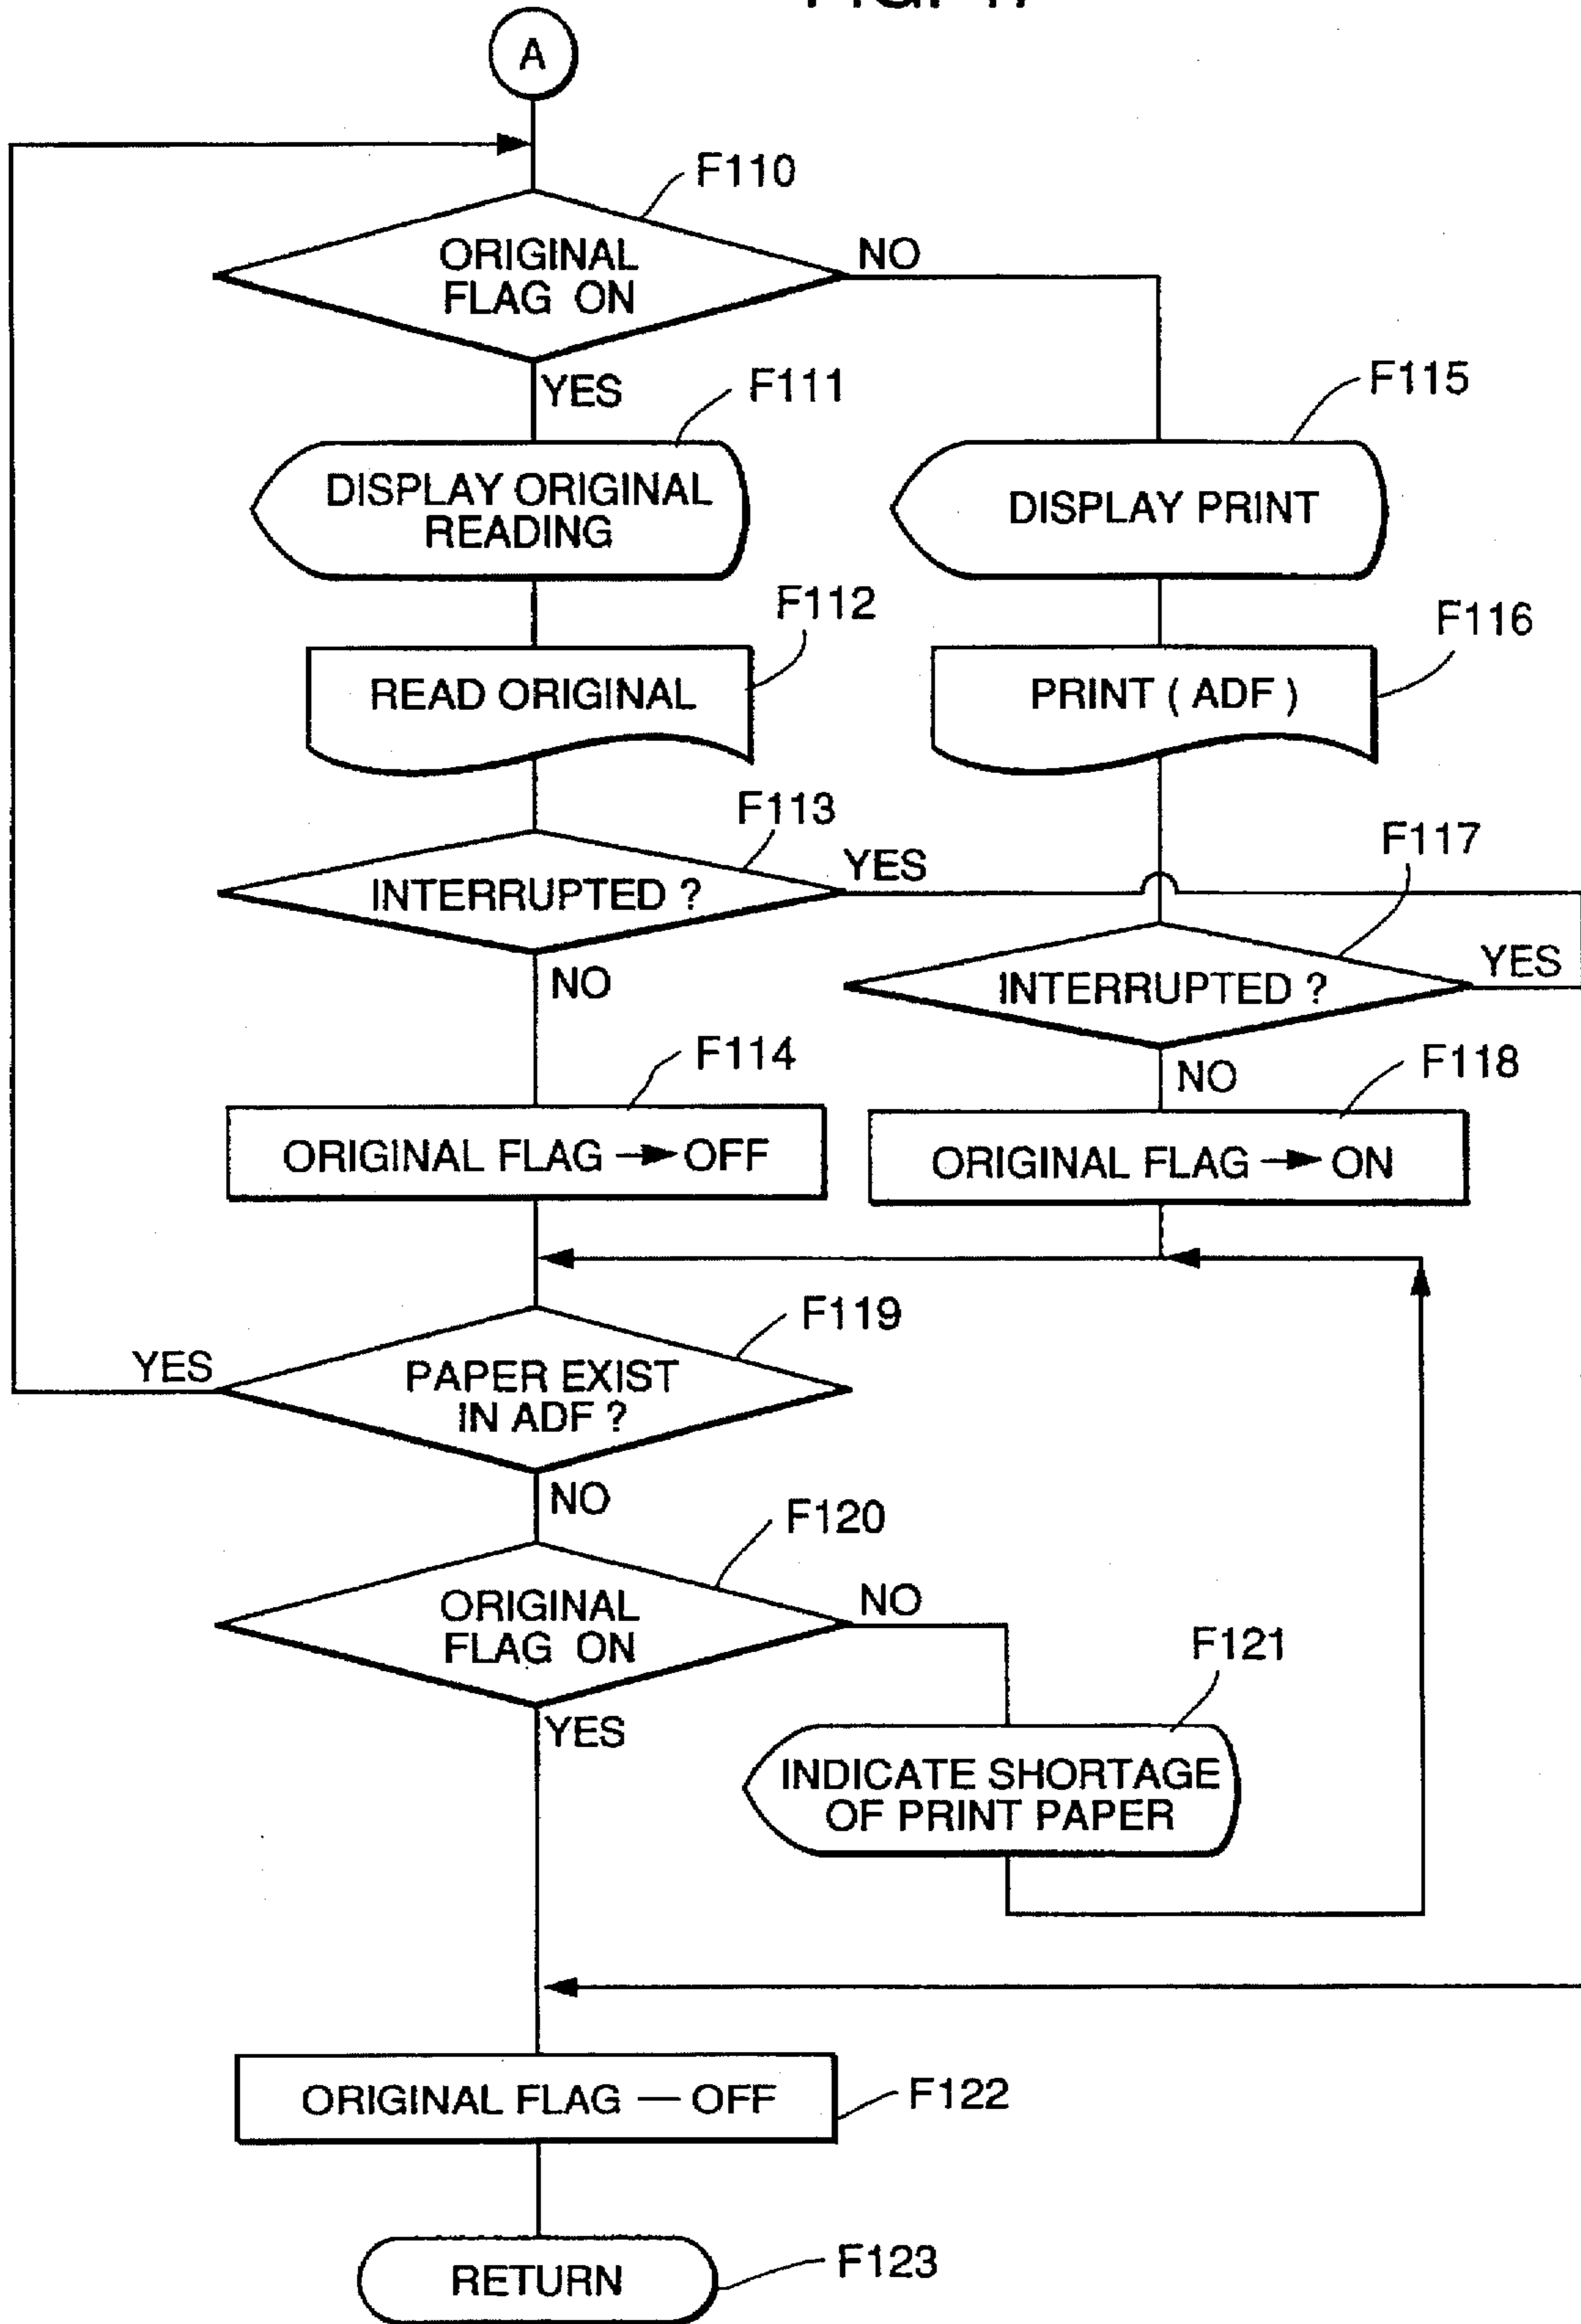 A
F110
ORIGINAL
FLAG ON
NO
YES
F111
F115
DISPLAY ORIGINAL
READING
DISPLAY PRINT
F112
F116
READ ORIGINAL
PRINT ( ADF )
F113
YES
F117
INTERRUPTED ?
YES
NO
INTERRUPTED ?
F114
NO
F118
ORIGINAL FLAG → OFF
ORIGINAL FLAG → ON
F119
YES
PAPER EXIST
IN ADF ?
NO
F120
ORIGINAL
FLAG ON
NO
F121
YES
INDICATE SHORTAGE
OF PRINT PAPER
ORIGINAL FLAG — OFF
F122
RETURN
F123